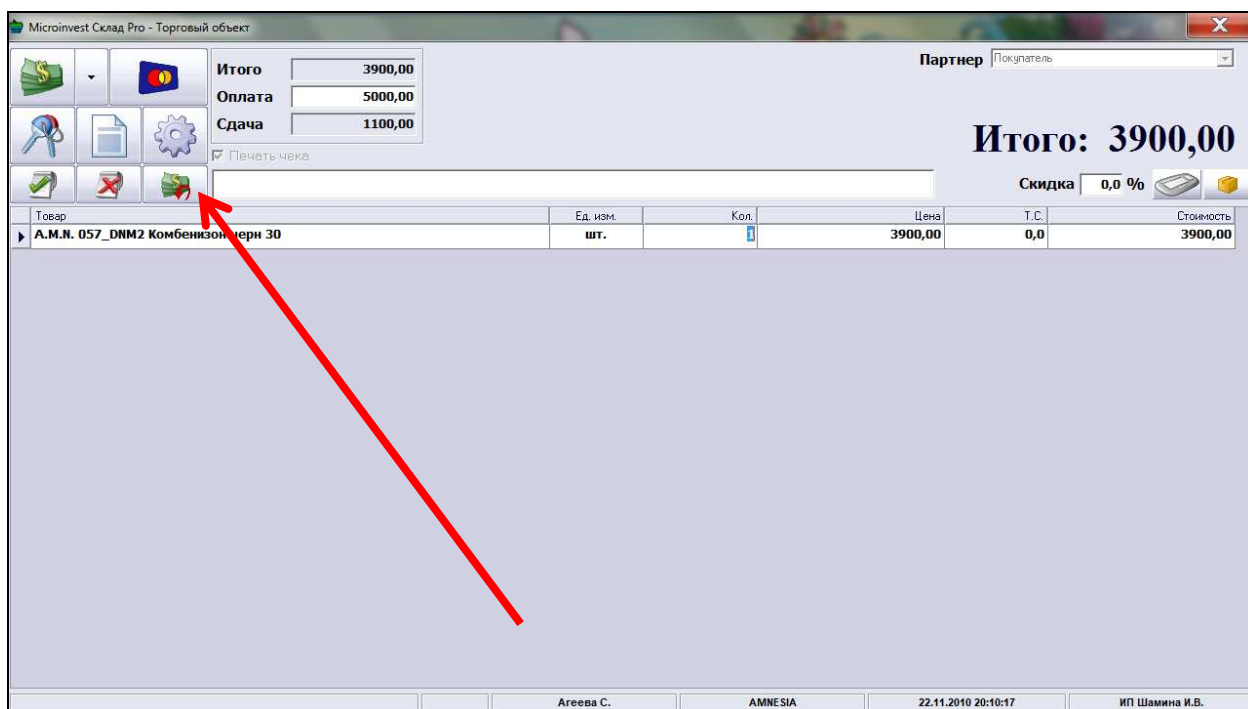 Microinvest Склад Pro - Торговый объект
Итого 3900,00
Оплата 5000,00
Сдача 1100,00
Печать чека
Партнер Покупатель
Итого: 3900,00
Скидка 0,0 %
Товар Ед. изм. Кол. Цена Т.С. Стоимость
A.M.N. 057_DNM2 Комбенизон черн 30 шт. 1 3900,00 0,0 3900,00
Агеева С. AMNESIA 22.11.2010 20:10:17 ИП Шамина И.В.